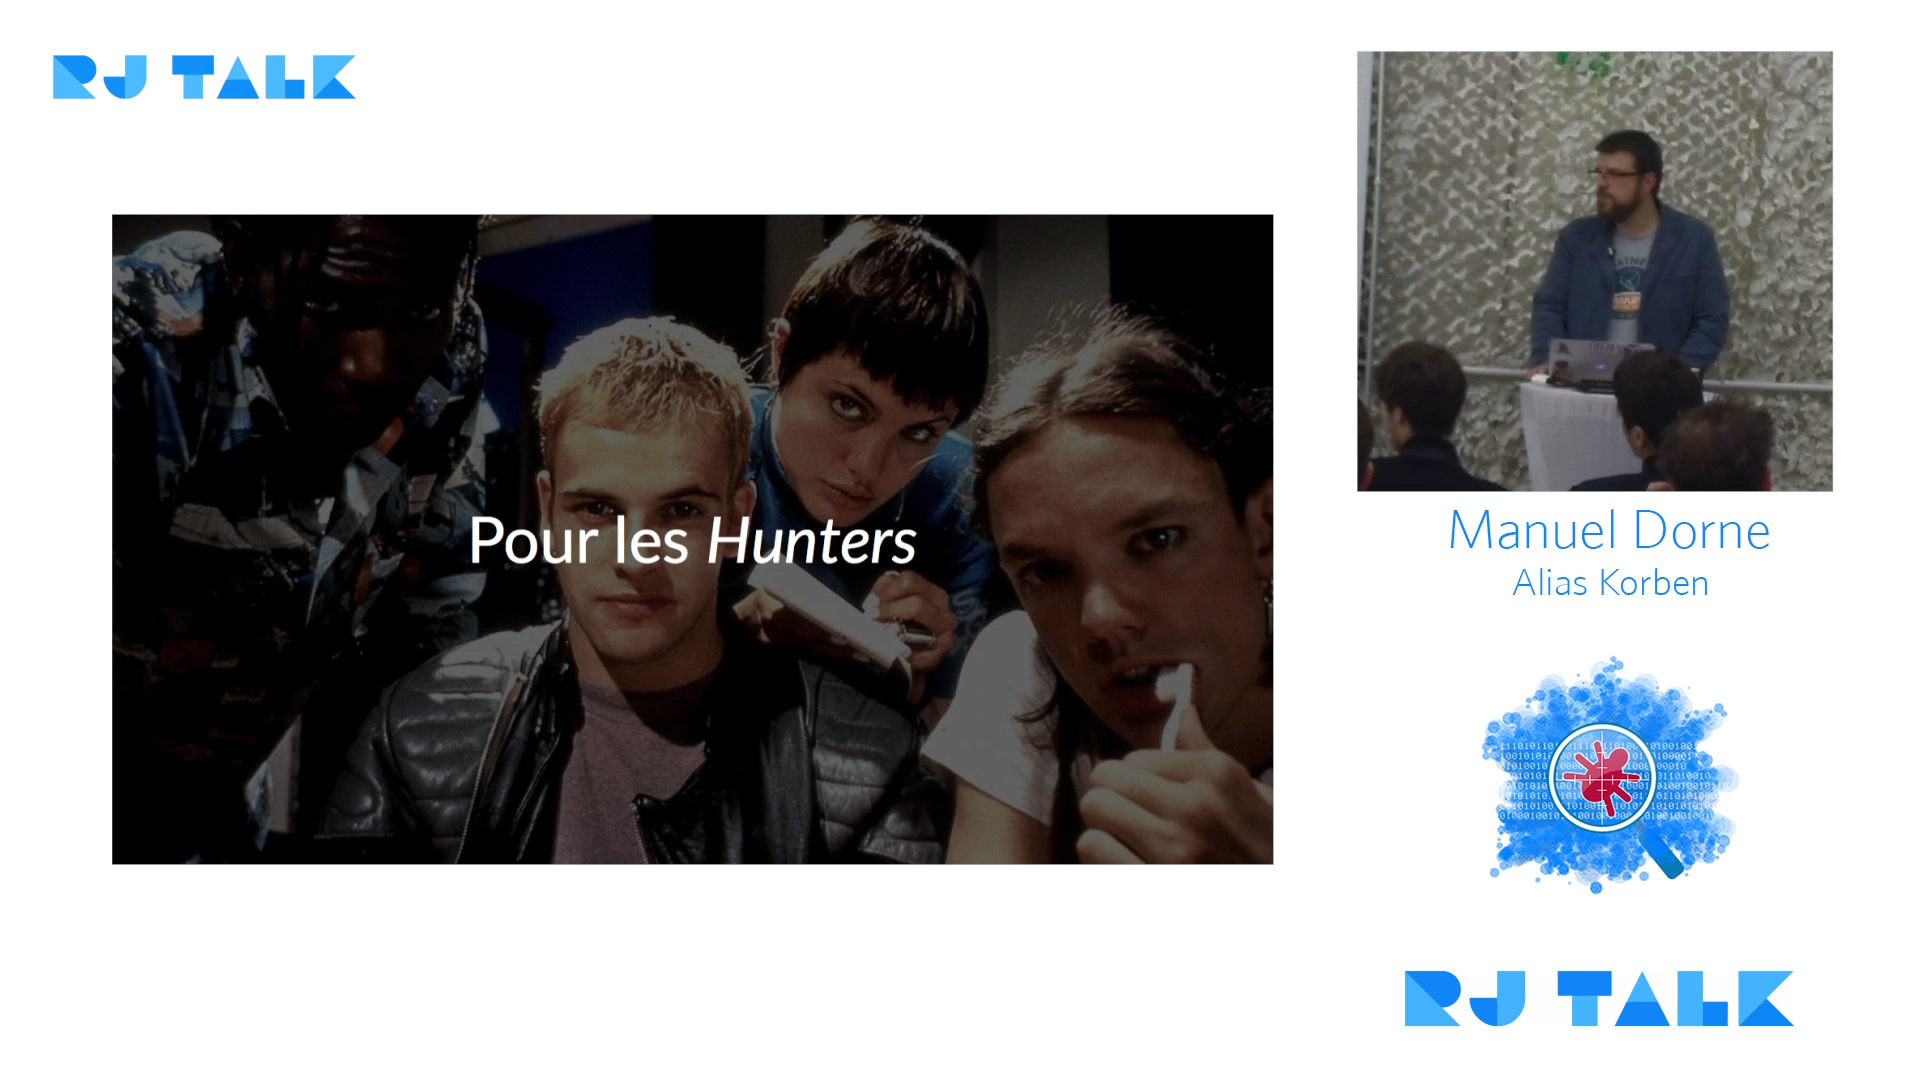 RJ TALK
Pour les Hunters
Manuel Dorne
Alias Korben
RJ TALK